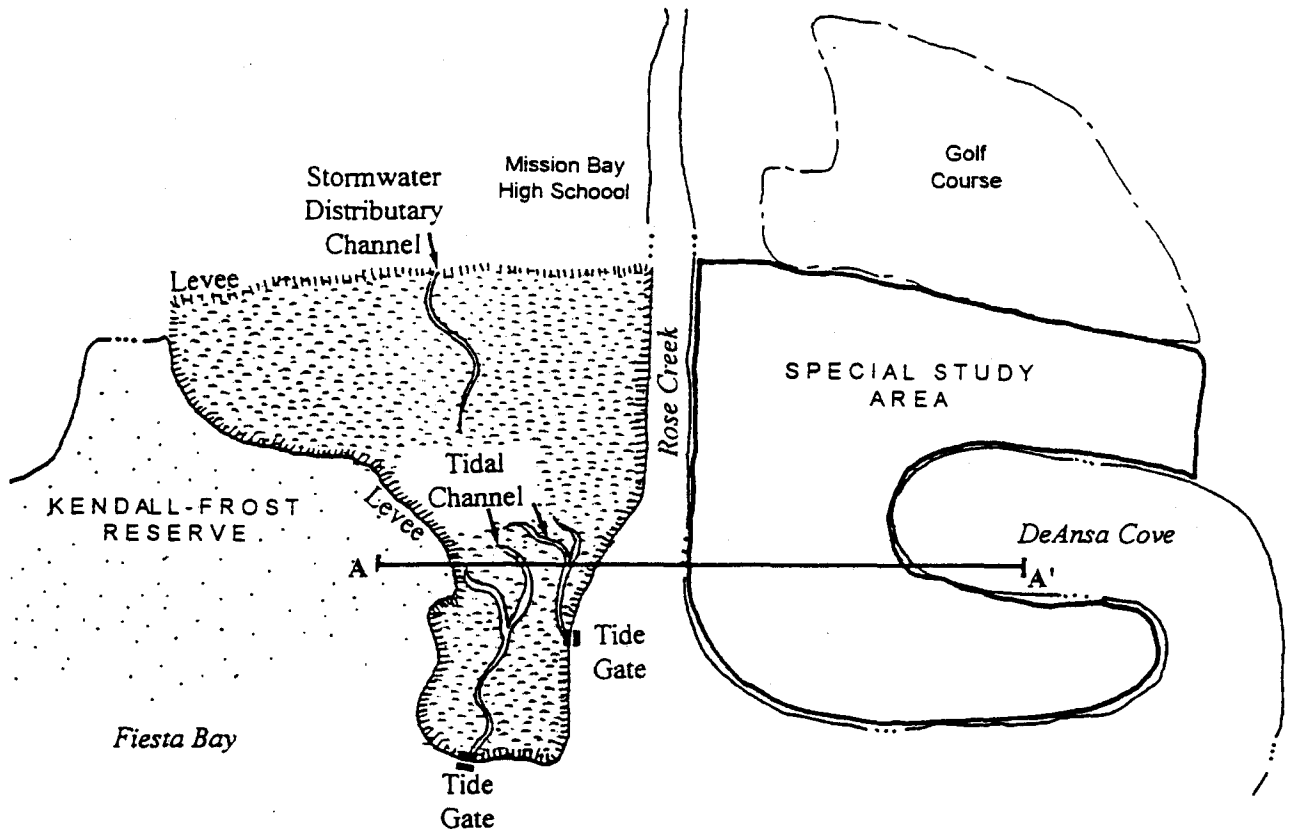 Golf
Course
Mission Bay
High Schoool
Stormwater
Distributary
Channel
Levee
Rose Creek
SPECIAL STUDY
AREA
Tidal
Channel
Levee
KENDALL-FROST
RESERVE
DeAnsa Cove
A
A'
Tide
Gate
Fiesta Bay
Tide
Gate